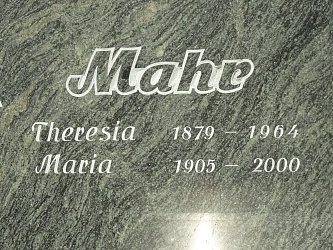 Mahr
Theresia 1879 – 1964
Maria 1905 – 2000